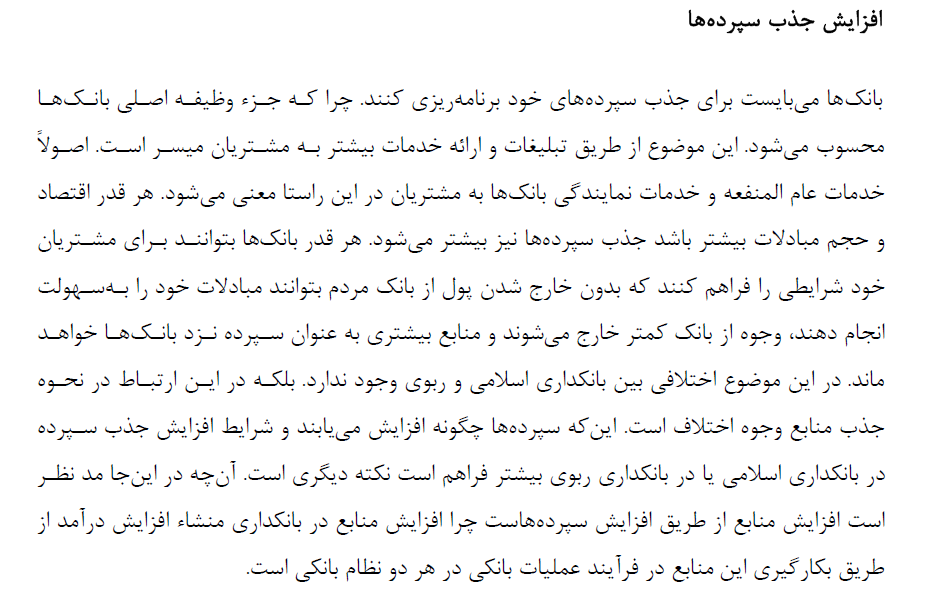 افزایش جذب سپرده‌ها
بانک‌ها می‌بایست برای جذب سپرده‌های خود برنامه‌ریزی کنند. چرا که جزء وظیفه اصلی بانک‌ها
محسوب می‌شود. این موضوع از طریق تبلیغات و ارائه خدمات بیشتر به مشتریان میسر است. اصولاً
خدمات عام المنفعه و خدمات نمایندگی بانک‌ها به مشتریان در این راستا معنی می‌شود. هر قدر اقتصاد
و حجم مبادلات بیشتر باشد جذب سپرده‌ها نیز بیشتر می‌شود. هر قدر بانک‌ها بتوانند برای مشتریان
خود شرایطی را فراهم کنند که بدون خارج شدن پول از بانک مردم بتوانند مبادلات خود را به‌سهولت
انجام دهند، وجوه از بانک کمتر خارج می‌شوند و منابع بیشتری به عنوان سپرده نزد بانک‌ها خواهد
ماند. در این موضوع اختلافی بین بانکداری اسلامی و ربوی وجود ندارد. بلکه در این ارتباط در نحوه
جذب منابع وجوه اختلاف است. این‌که سپرده‌ها چگونه افزایش می‌یابند و شرایط افزایش جذب سپرده
در بانکداری اسلامی یا در بانکداری ربوی بیشتر فراهم است نکته دیگری است. آن‌چه در این‌جا مد نظر
است افزایش منابع از طریق افزایش سپرده‌هاست چرا افزایش منابع در بانکداری منشاء افزایش درآمد از
طریق بکارگیری این منابع در فرآیند عملیات بانکی در هر دو نظام بانکی است.